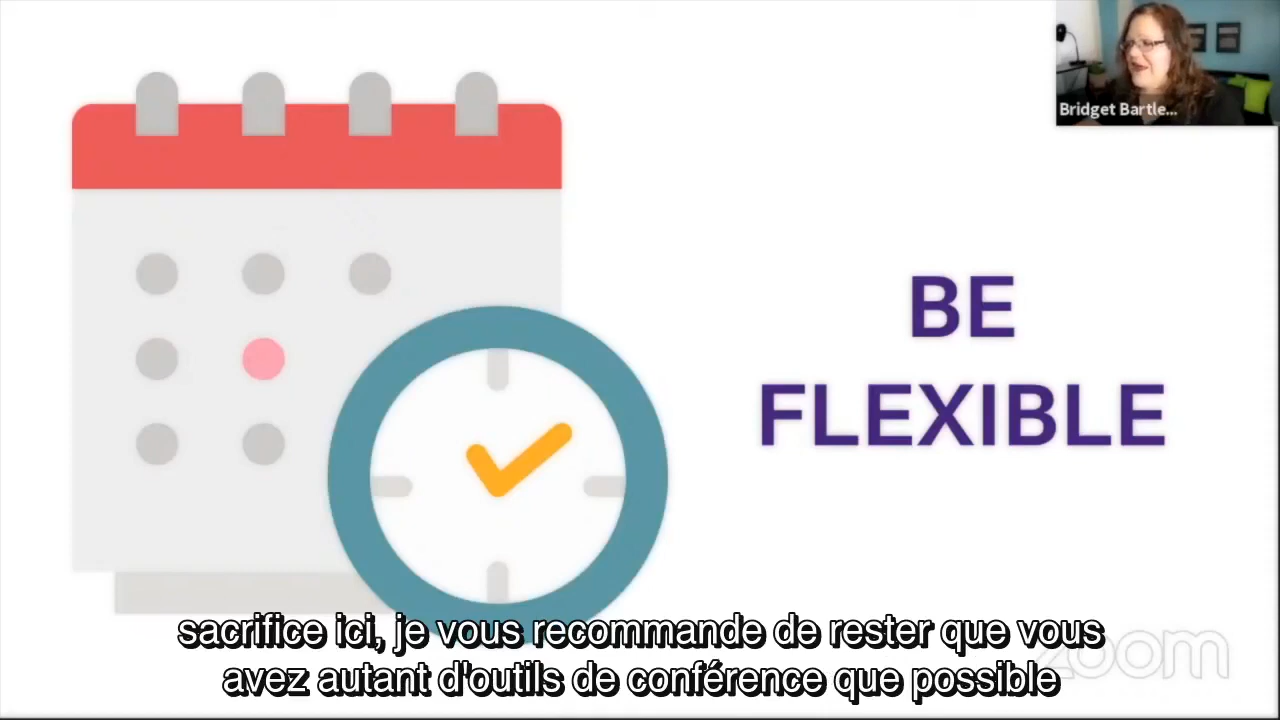 Bridget Bartle...
BE
FLEXIBLE
sacrifice ici, je vous recommande de rester que vous
avez autant d'outils de conférence que possible
zoom